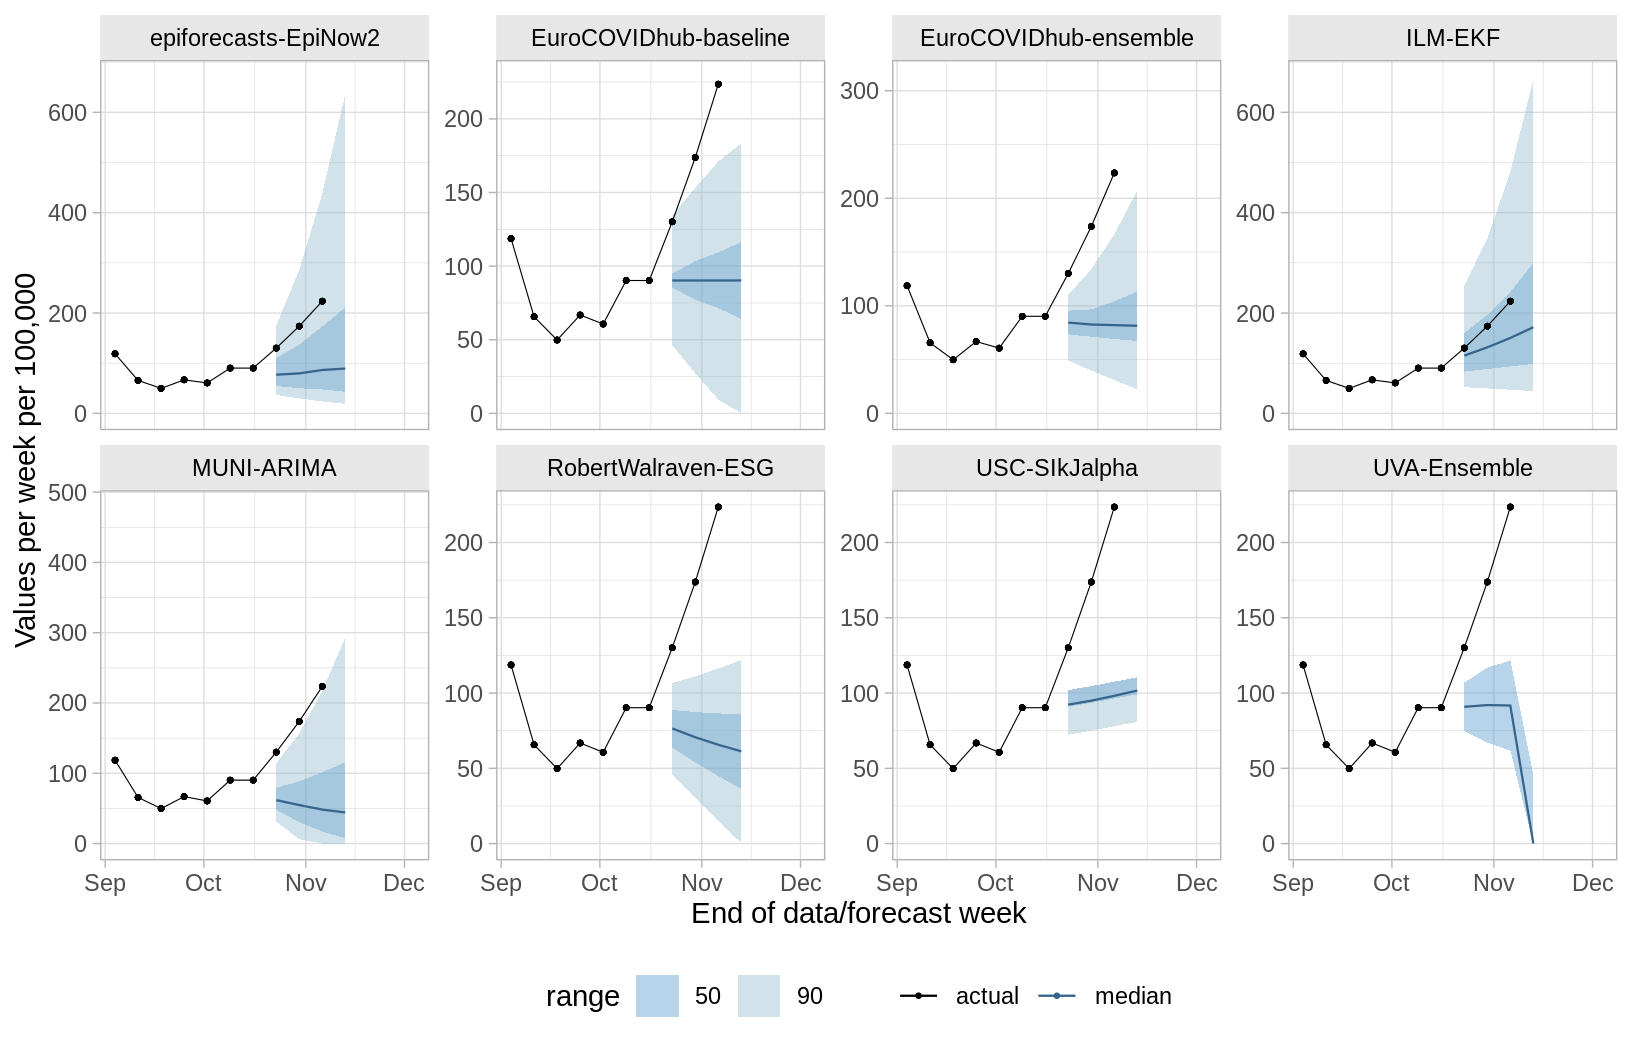 epiforecasts-EpiNow2 EuroCOVIDhub-baseline EuroCOVIDhub-ensemble ILM-EKF
600 200 300 600
400 150 200 400
200 100 100 200
0 50 0 0
0
MUNI-ARIMA RobertWalraven-ESG USC-SIkJalpha UVA-Ensemble
500 200 200 200
400 150 150 150
300 100 100 100
200 50 50 50
100 0 0 0
0
Sep Oct Nov Dec Sep Oct Nov Dec Sep Oct Nov Dec Sep Oct Nov Dec
Values per week per 100,000
End of data/forecast week
range 50 90 actual median